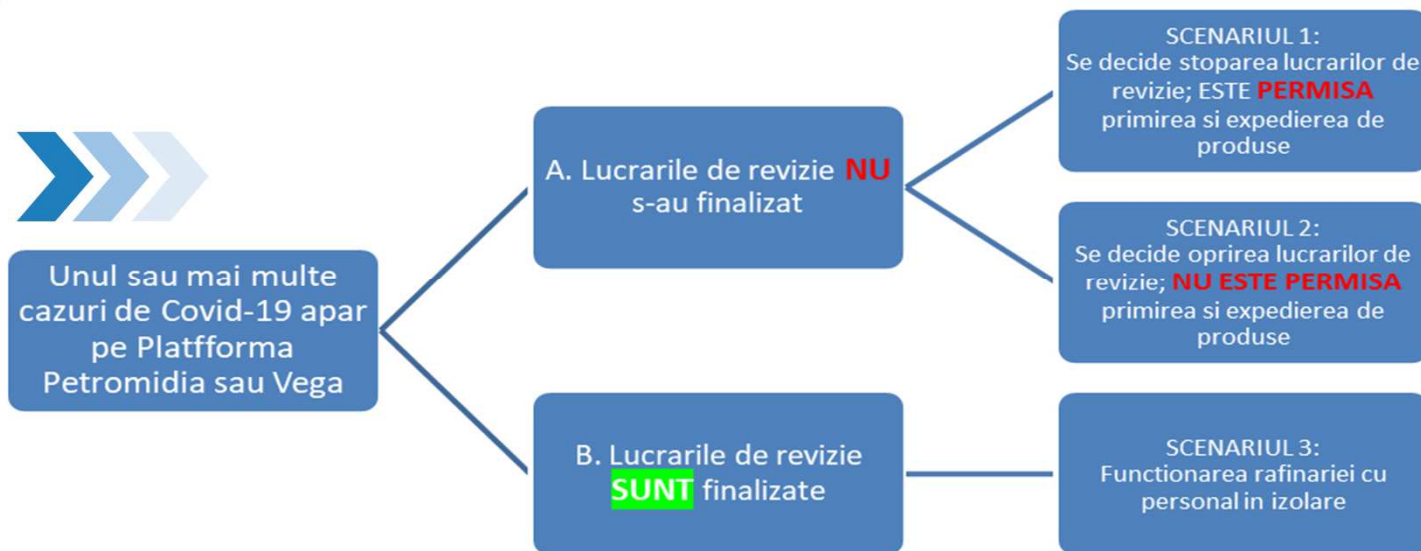 Unul sau mai multe
cazuri de Covid-19 apar
pe Platfforma
Petromidia sau Vega
A. Lucrarile de revizie NU
s-au finalizat
B. Lucrarile de revizie
SUNT finalizate
SCENARIUL 1:
Se decide stoparea lucrarilor de
revizie; ESTE PERMISA
primirea si expedierea de
produse
SCENARIUL 2:
Se decide oprirea lucrarilor de
revizie; NU ESTE PERMISA
primirea si expedierea de
produse
SCENARIUL 3:
Functionarea rafinariei cu
personal in izolare